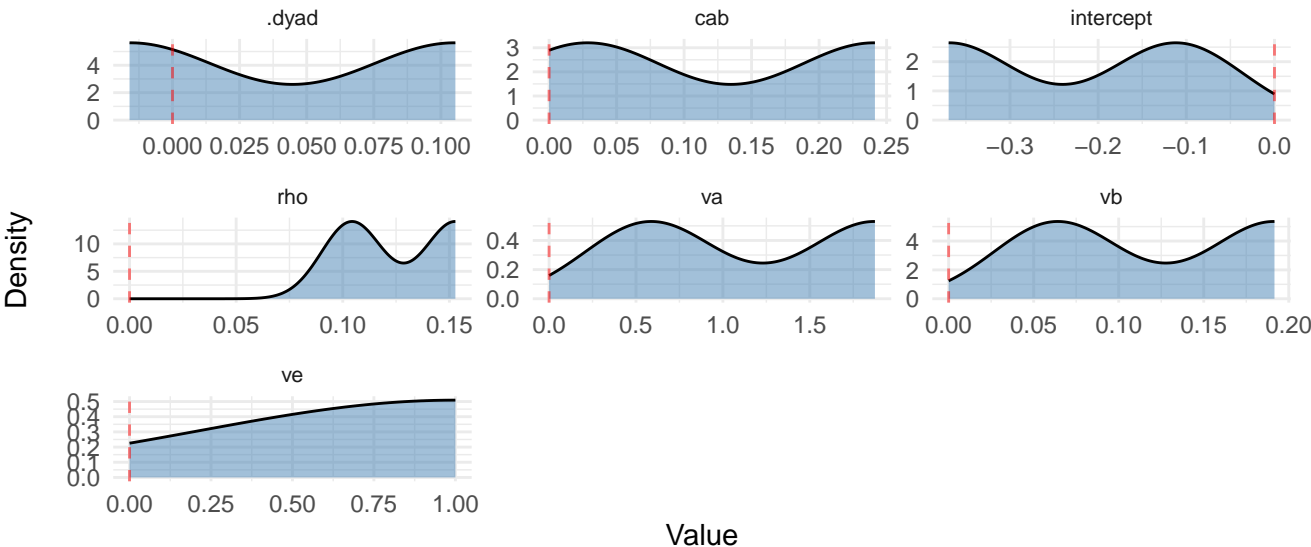 .dyad cab intercept
4 3 2
2 2 1
0 1 0
0
0.000 0.025 0.050 0.075 0.100 0.00 0.05 0.10 0.15 0.20 0.25 −0.3 −0.2 −0.1 0.0
rho va vb
10 0.4 4
5 0.2 2
0 0.0 0
0.00 0.05 0.10 0.15 0.0 0.5 1.0 1.5 0.00 0.05 0.10 0.15 0.20
Density
ve
0.5
0.4
0.3
0.2
0.1
0.0
0.00 0.25 0.50 0.75 1.00
Value